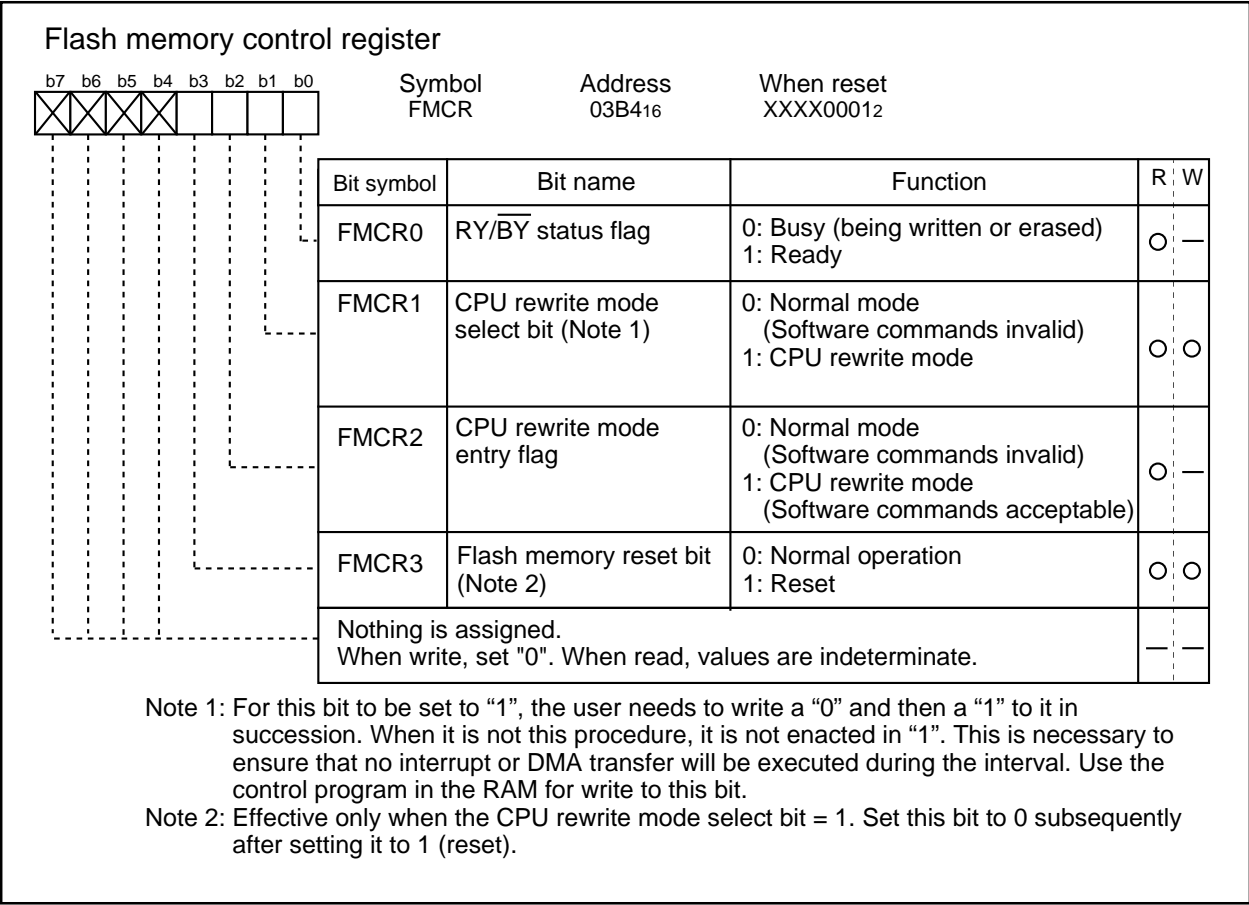 Flash memory control register
b7 b6 b5 b4 b3 b2 b1 b0
Symbol Address When reset
FMCR 03B416 XXXX00012
Bit symbol Bit name Function R W
FMCR0 RY/BY status flag 0: Busy (being written or erased)
1: Ready
FMCR1 CPU rewrite mode 0: Normal mode
select bit (Note 1) (Software commands invalid)
1: CPU rewrite mode
FMCR2 CPU rewrite mode 0: Normal mode
entry flag (Software commands invalid)
1: CPU rewrite mode
(Software commands acceptable)
FMCR3 Flash memory reset bit 0: Normal operation
(Note 2) 1: Reset
Nothing is assigned.
When write, set "0". When read, values are indeterminate.
Note 1: For this bit to be set to “1”, the user needs to write a “0” and then a “1” to it in
succession. When it is not this procedure, it is not enacted in “1”. This is necessary to
ensure that no interrupt or DMA transfer will be executed during the interval. Use the
control program in the RAM for write to this bit.
Note 2: Effective only when the CPU rewrite mode select bit = 1. Set this bit to 0 subsequently
after setting it to 1 (reset).